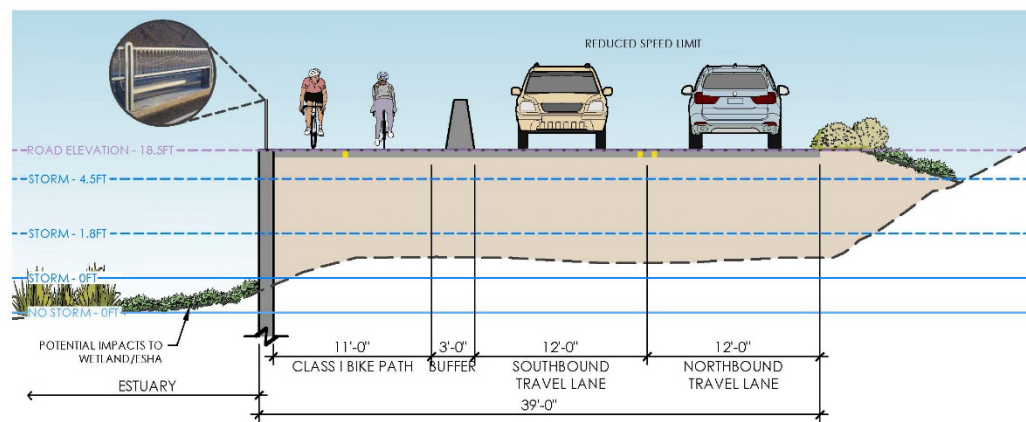 REDUCED SPEED LIMIT
ROAD ELEVATION - 18.5FT
STORM - 4.5FT
STORM - 1.8FT
STORM - 0FT
NO STORM - 0FT
POTENTIAL IMPACTS TO
WETLAND/ESHA
ESTUARY
11'-0"
CLASS I BIKE PATH
3'-0"
BUFFER
12'-0"
SOUTHBOUND
TRAVEL LANE
12'-0"
NORTHBOUND
TRAVEL LANE
39'-0"